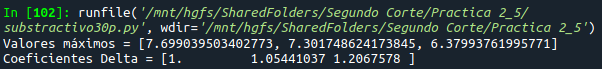 In [102]: runfile('/mnt/hgfs/SharedFolders/Segundo Corte/Practica 2_5/
substractivo30p.py', wdir='/mnt/hgfs/SharedFolders/Segundo Corte/Practica 2_5')
Valores máximos = [7.699039503402773, 7.301748624173845, 6.37993761995771]
Coeficientes Delta = [1.         1.05441037 1.2067578 ]